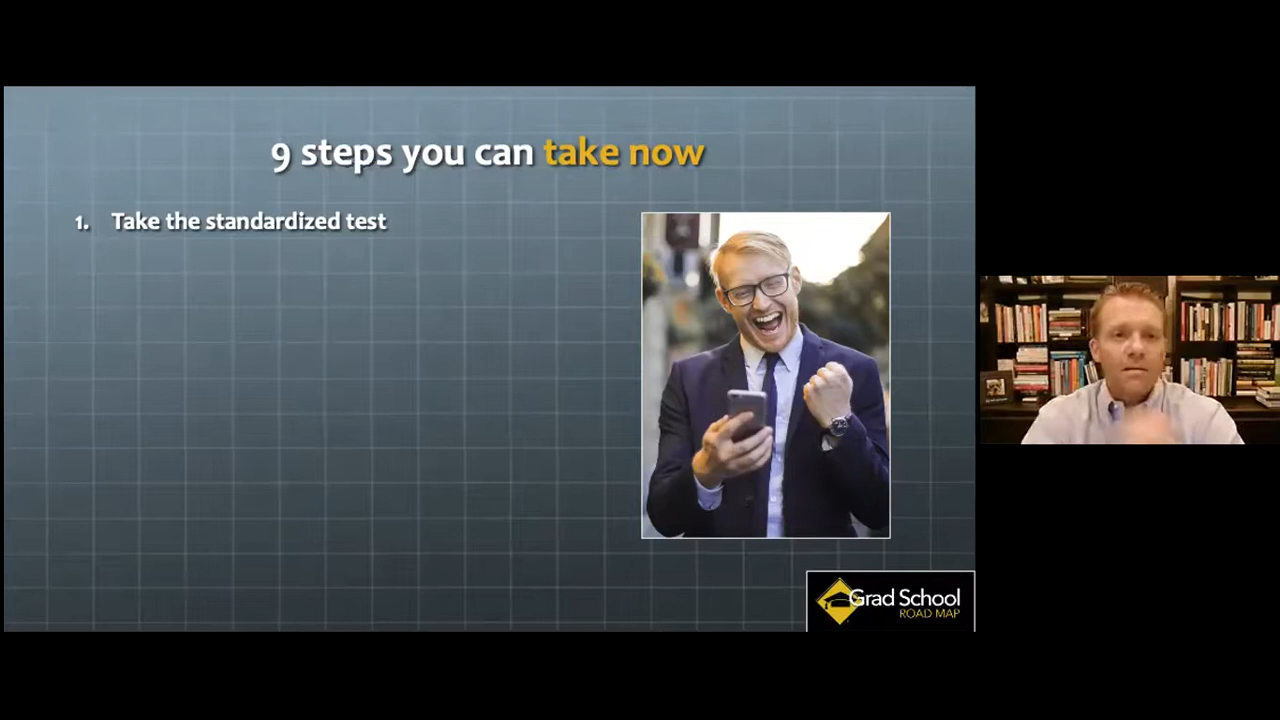 9 steps you can take now
1. Take the standardized test
Grad School
ROAD MAP